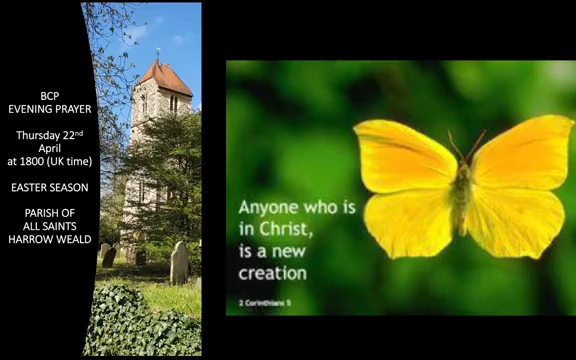 BCP
EVENING PRAYER
Thursday 22nd
April
at 1800 (UK time)
EASTER SEASON
PARISH OF
ALL SAINTS
HARROW WEALD
Anyone who is
in Christ,
is a new
creation
2 Corinthians 5